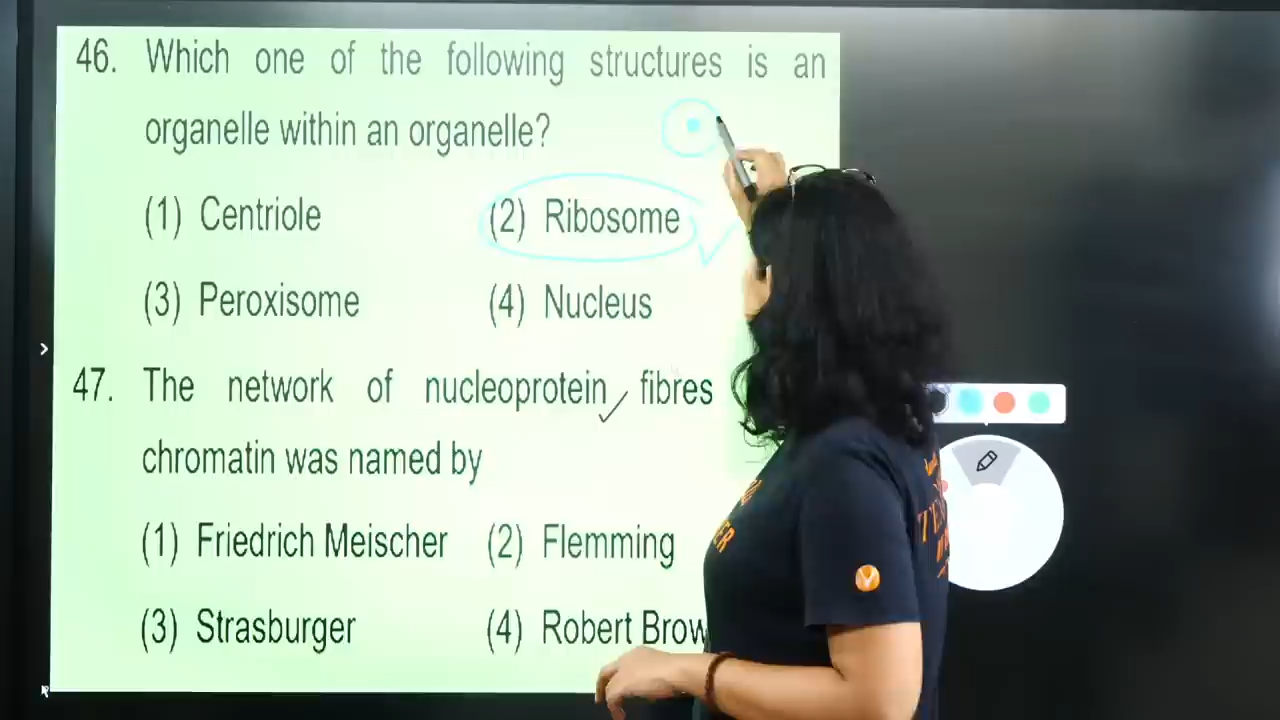 46. Which one of the following structures is an
organelle within an organelle?
(1) Centriole (2) Ribosome
(3) Peroxisome (4) Nucleus
47. The network of nucleoprotein fibres
chromatin was named by
(1) Friedrich Meischer (2) Flemming
(3) Strasburger (4) Robert Brow